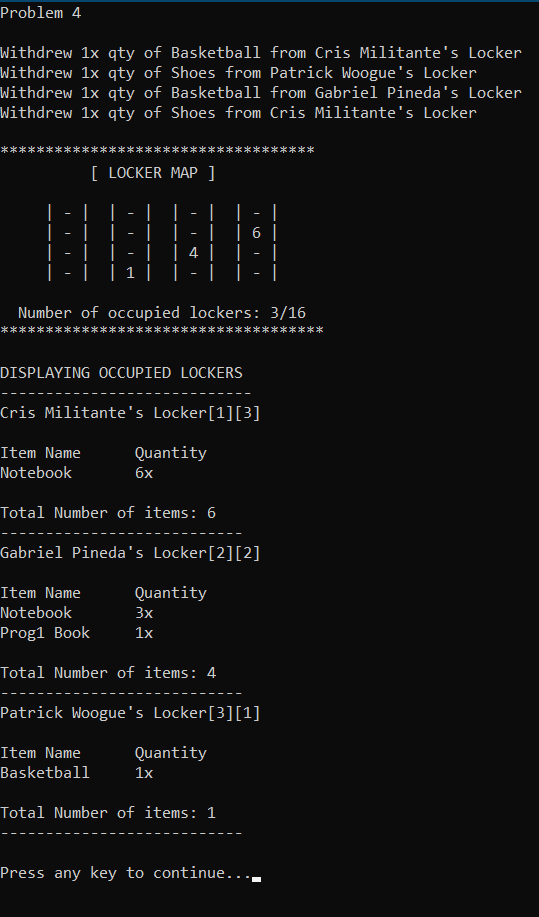 Problem 4
Withdrew 1x qty of Basketball from Cris Militante's Locker
Withdrew 1x qty of Shoes from Patrick Woogue's Locker
Withdrew 1x qty of Basketball from Gabriel Pineda's Locker
Withdrew 1x qty of Shoes from Cris Militante's Locker
***********************************
[ LOCKER MAP ]
| - |  | - |  | - |  | - |
| - |  | - |  | - |  | 6 |
| - |  | - |  | 4 |  | - |
| - |  | 1 |  | - |  | - |
Number of occupied lockers: 3/16
************************************
DISPLAYING OCCUPIED LOCKERS
----------------------------
Cris Militante's Locker[1][3]
Item Name      Quantity
Notebook       6x
Total Number of items: 6
---------------------------
Gabriel Pineda's Locker[2][2]
Item Name      Quantity
Notebook       3x
Prog1 Book     1x
Total Number of items: 4
---------------------------
Patrick Woogue's Locker[3][1]
Item Name      Quantity
Basketball     1x
Total Number of items: 1
---------------------------
Press any key to continue..._